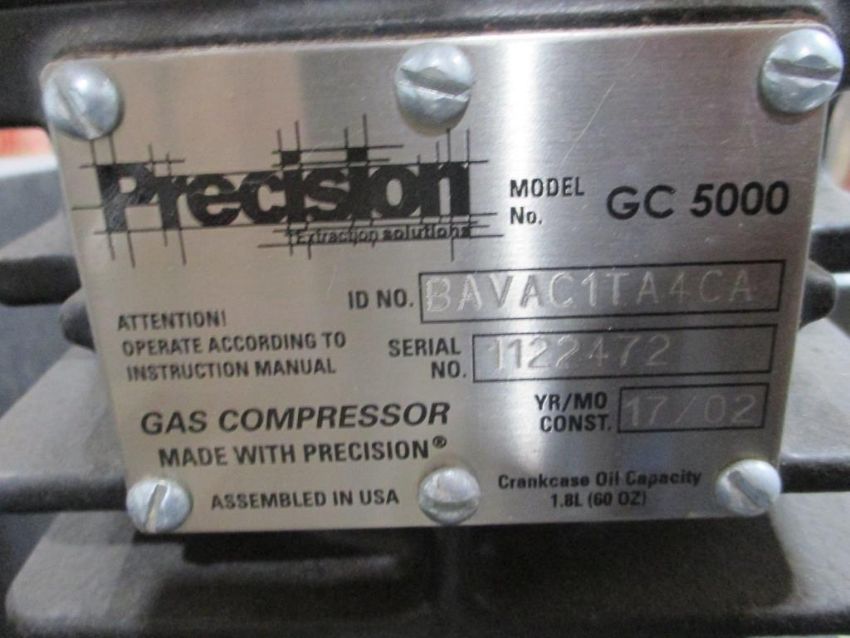 Precision
Extraction solutions
MODEL No. GC 5000
ID NO. BAVAC1TA4CA
ATTENTION!
OPERATE ACCORDING TO
INSTRUCTION MANUAL
SERIAL NO. 1122472
YR/MO CONST. 17/02
GAS COMPRESSOR
MADE WITH PRECISION®
ASSEMBLED IN USA
Crankcase Oil Capacity
1.8L (60 OZ)